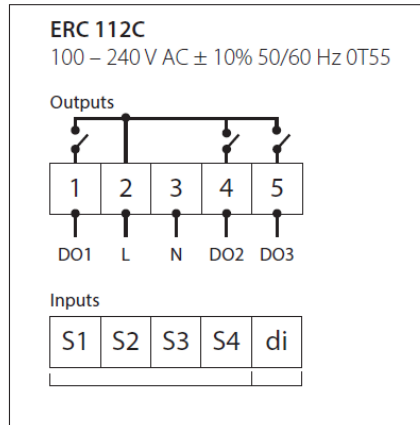 ERC 112C
100 – 240 V AC ± 10% 50/60 Hz 0T55
Outputs
1 2 3 4 5
DO1 L N DO2 DO3
Inputs
S1 S2 S3 S4 di